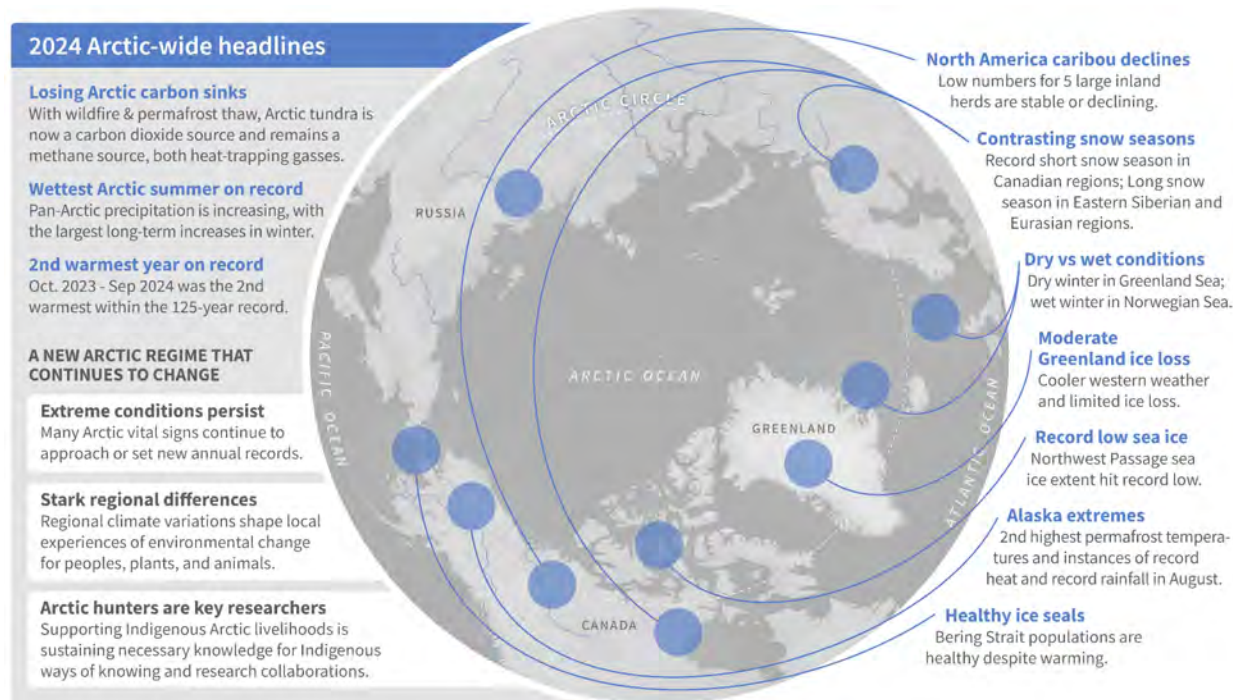 2024 Arctic-wide headlines
Losing Arctic carbon sinks
With wildfire & permafrost thaw, Arctic tundra is
now a carbon dioxide source and remains a
methane source, both heat-trapping gasses.
Wettest Arctic summer on record
Pan-Arctic precipitation is increasing, with
the largest long-term increases in winter.
2nd warmest year on record
Oct. 2023 - Sep 2024 was the 2nd
warmest within the 125-year record.
A NEW ARCTIC REGIME THAT
CONTINUES TO CHANGE
Extreme conditions persist
Many Arctic vital signs continue to
approach or set new annual records.
Stark regional differences
Regional climate variations shape local
experiences of environmental change
for peoples, plants, and animals.
Arctic hunters are key researchers
Supporting Indigenous Arctic livelihoods is
sustaining necessary knowledge for Indigenous
ways of knowing and research collaborations.
ARCTIC CIRCLE
RUSSIA
PACIFIC OCEAN
ARCTIC OCEAN
GREENLAND
ATLANTIC OCEAN
CANADA
North America caribou declines
Low numbers for 5 large inland
herds are stable or declining.
Contrasting snow seasons
Record short snow season in
Canadian regions; Long snow
season in Eastern Siberian and
Eurasian regions.
Dry vs wet conditions
Dry winter in Greenland Sea;
wet winter in Norwegian Sea.
Moderate
Greenland ice loss
Cooler western weather
and limited ice loss.
Record low sea ice
Northwest Passage sea
ice extent hit record low.
Alaska extremes
2nd highest permafrost tempera-
tures and instances of record
heat and record rainfall in August.
Healthy ice seals
Bering Strait populations are
healthy despite warming.